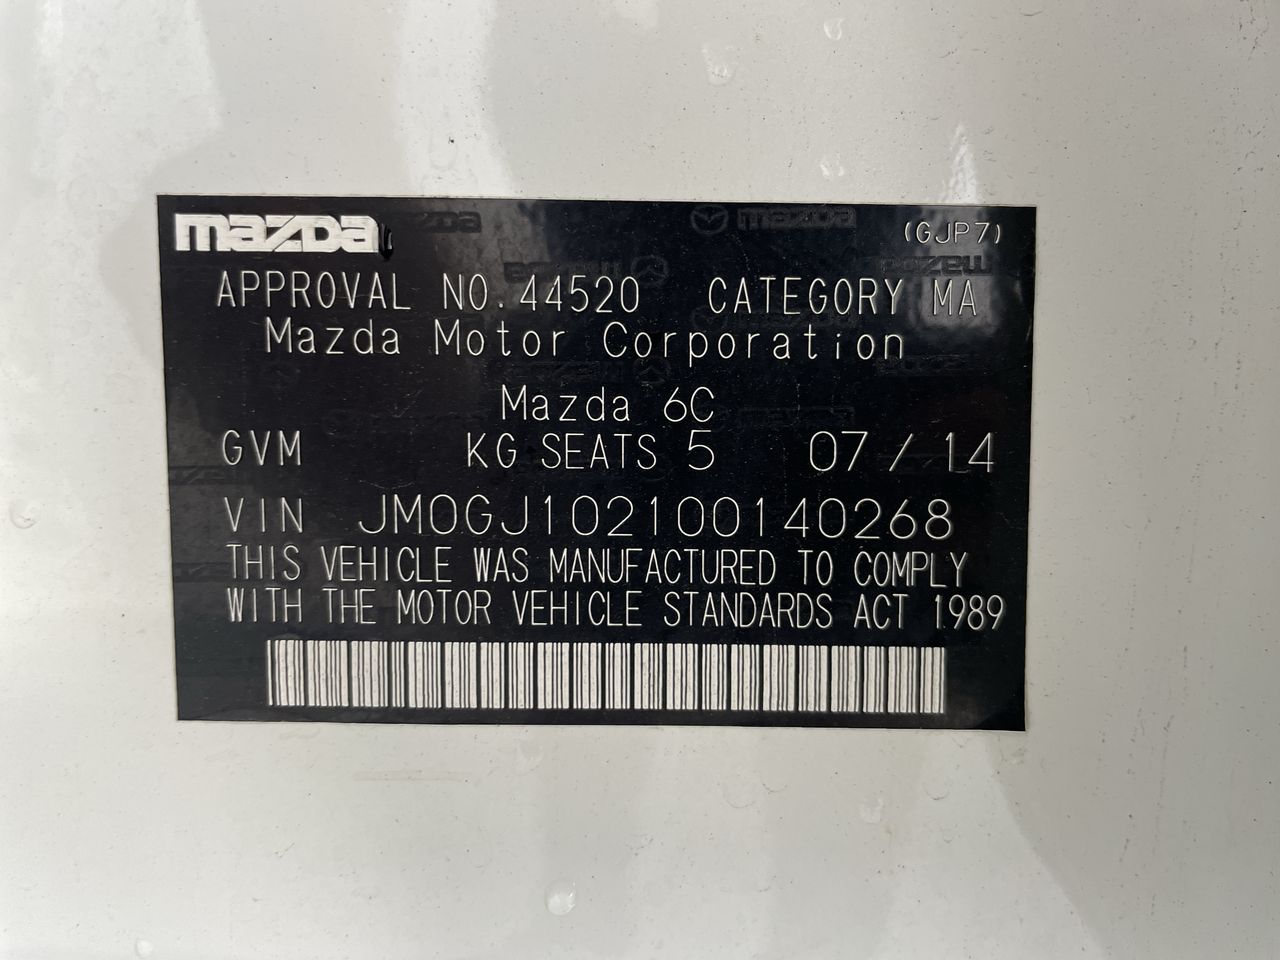 mazda
(GJP7)
APPROVAL NO.44520 CATEGORY MA
Mazda Motor Corporation
Mazda 6C
GVM KG SEATS 5 07 / 14
VIN JM0GJ102100140268
THIS VEHICLE WAS MANUFACTURED TO COMPLY
WITH THE MOTOR VEHICLE STANDARDS ACT 1989